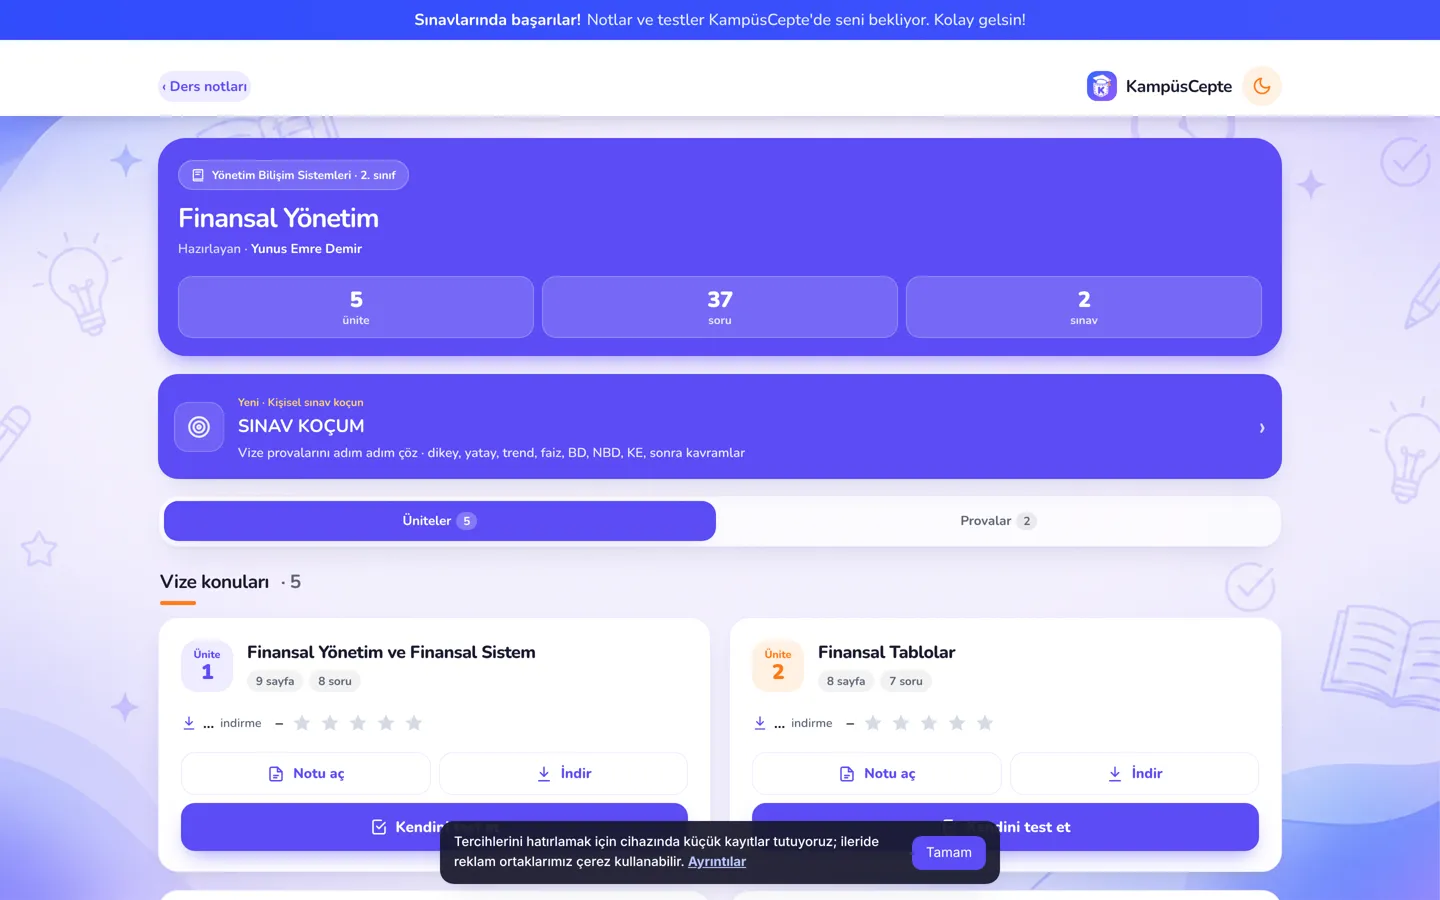 Sınavlarında başarılar! Notlar ve testler KampüsCepte'de seni bekliyor. Kolay gelsin!
‹ Ders notları
KampüsCepte
Yönetim Bilişim Sistemleri · 2. sınıf
Finansal Yönetim
Hazırlayan · Yunus Emre Demir
5
ünite
37
soru
2
sınav
Yeni · Kişisel sınav koçun
SINAV KOÇUM
Vize provalarını adım adım çöz · dikey, yatay, trend, faiz, BD, NBD, KE, sonra kavramlar
›
Üniteler 5
Provalar 2
Vize konuları · 5
Ünite
1
Finansal Yönetim ve Finansal Sistem
9 sayfa 8 soru
... indirme –
Notu aç
İndir
Ünite
2
Finansal Tablolar
8 sayfa 7 soru
... indirme –
Notu aç
İndir
Kendini test et
Tercihlerini hatırlamak için cihazında küçük kayıtlar tutuyoruz; ileride
reklam ortaklarımız çerez kullanabilir. Ayrıntılar
Tamam